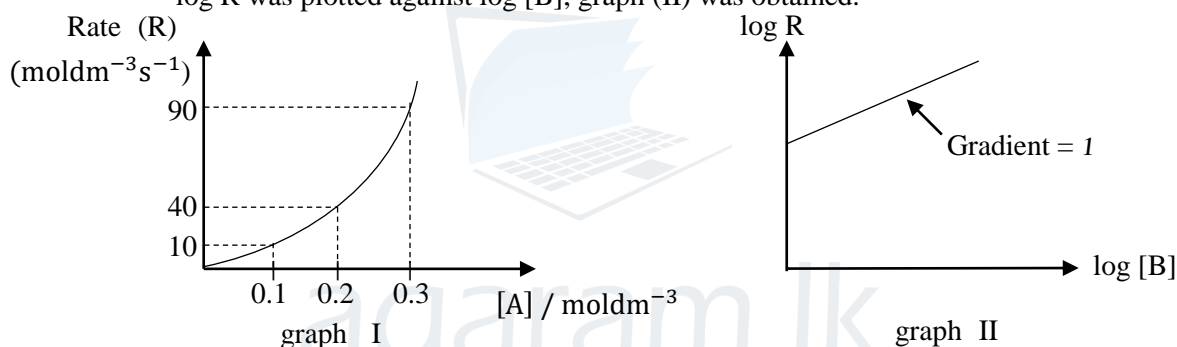 log R was plotted against log [B], graph (II) was obtained.
Rate (R)
(moldm⁻³s⁻¹)
90
40
10
0.1 0.2 0.3
[A] / moldm⁻³
graph I
log R
Gradient = 1
log [B]
graph II
agaram lk